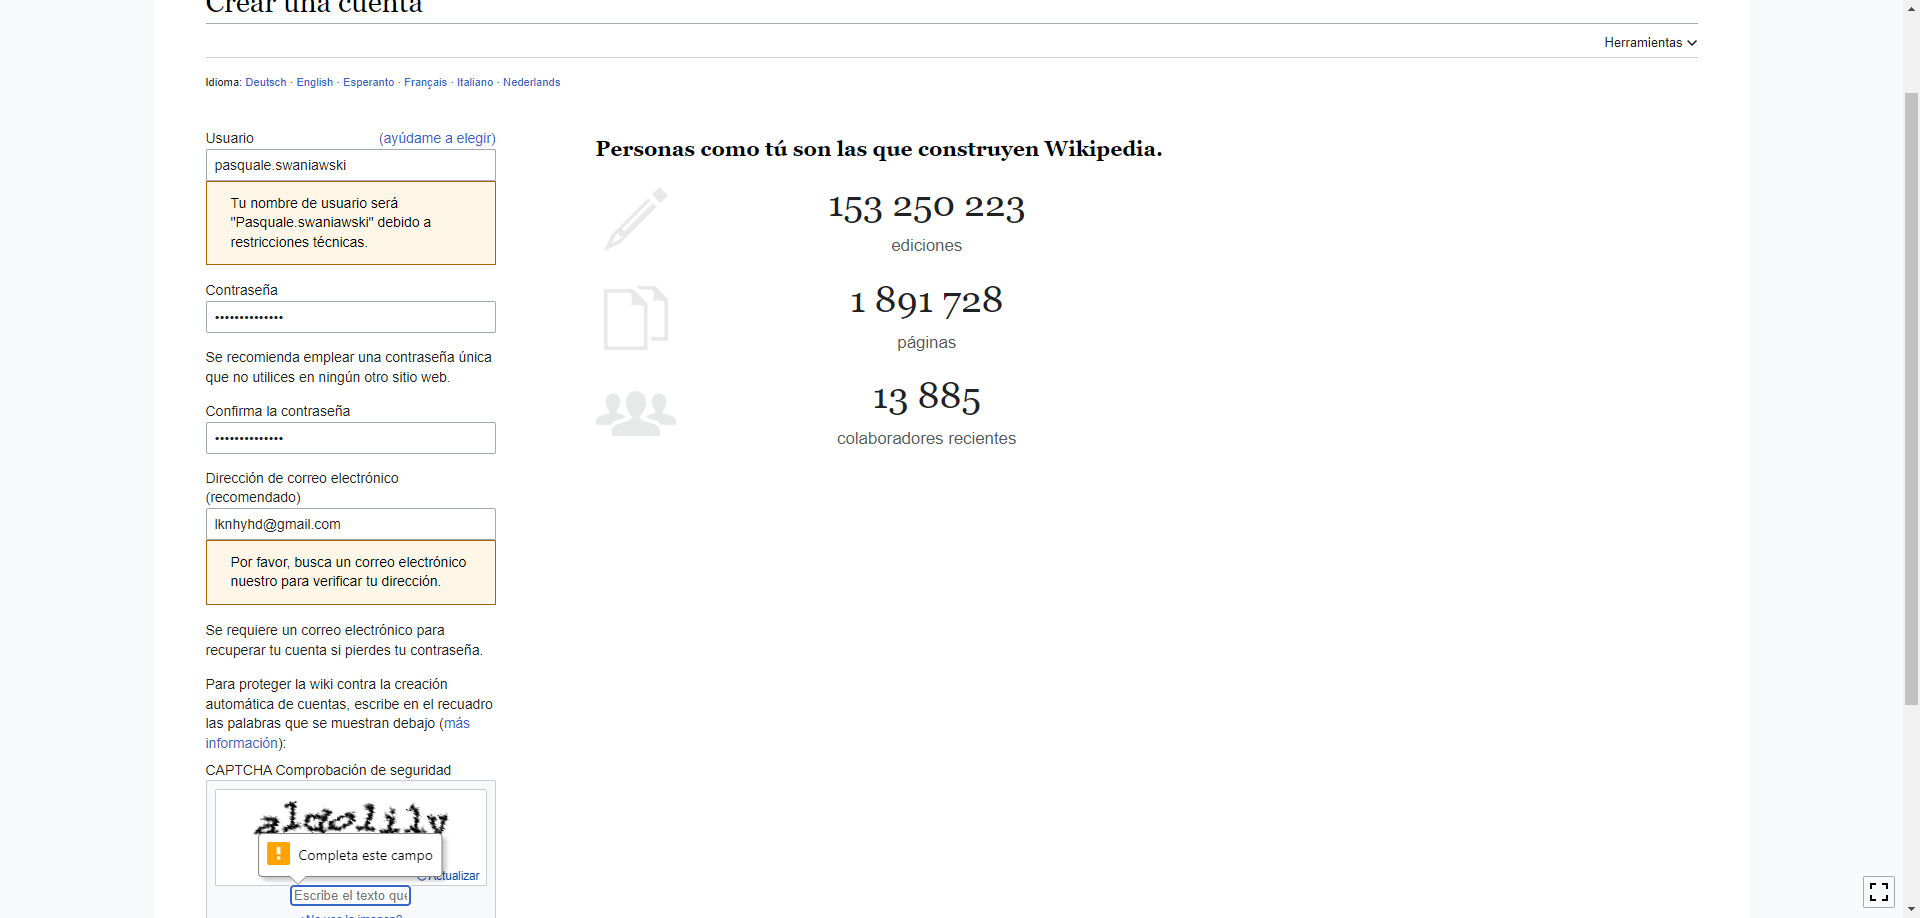 Crear una cuenta
Herramientas
Idioma: Deutsch · English · Esperanto · Français · Italiano · Nederlands
Usuario (ayúdame a elegir)
pasquale.swaniawski
Tu nombre de usuario será
"Pasquale.swaniawski" debido a
restricciones técnicas.
Contraseña
••••••••••••••
Se recomienda emplear una contraseña única
que no utilices en ningún otro sitio web.
Confirma la contraseña
••••••••••••••
Dirección de correo electrónico
(recomendado)
lknhyhd@gmail.com
Por favor, busca un correo electrónico
nuestro para verificar tu dirección.
Se requiere un correo electrónico para
recuperar tu cuenta si pierdes tu contraseña.
Para proteger la wiki contra la creación
automática de cuentas, escribe en el recuadro
las palabras que se muestran debajo (más
información):
CAPTCHA Comprobación de seguridad
Completa este campo
Actualizar
Escribe el texto que
Personas como tú son las que construyen Wikipedia.
153 250 223
ediciones
1 891 728
páginas
13 885
colaboradores recientes